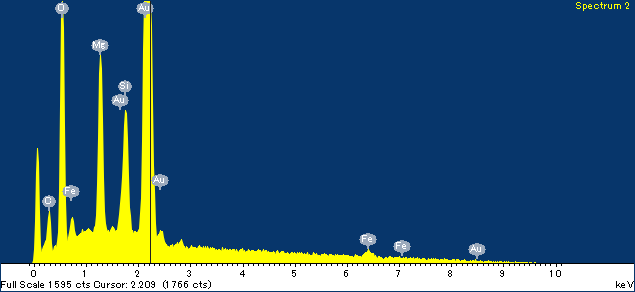 Spectrum 2
O Au
Mg
Si
Au
Au
Fe
C
Fe Fe Au
0 1 2 3 4 5 6 7 8 9 10
Full Scale 1595 cts Cursor: 2.209 (1766 cts) keV